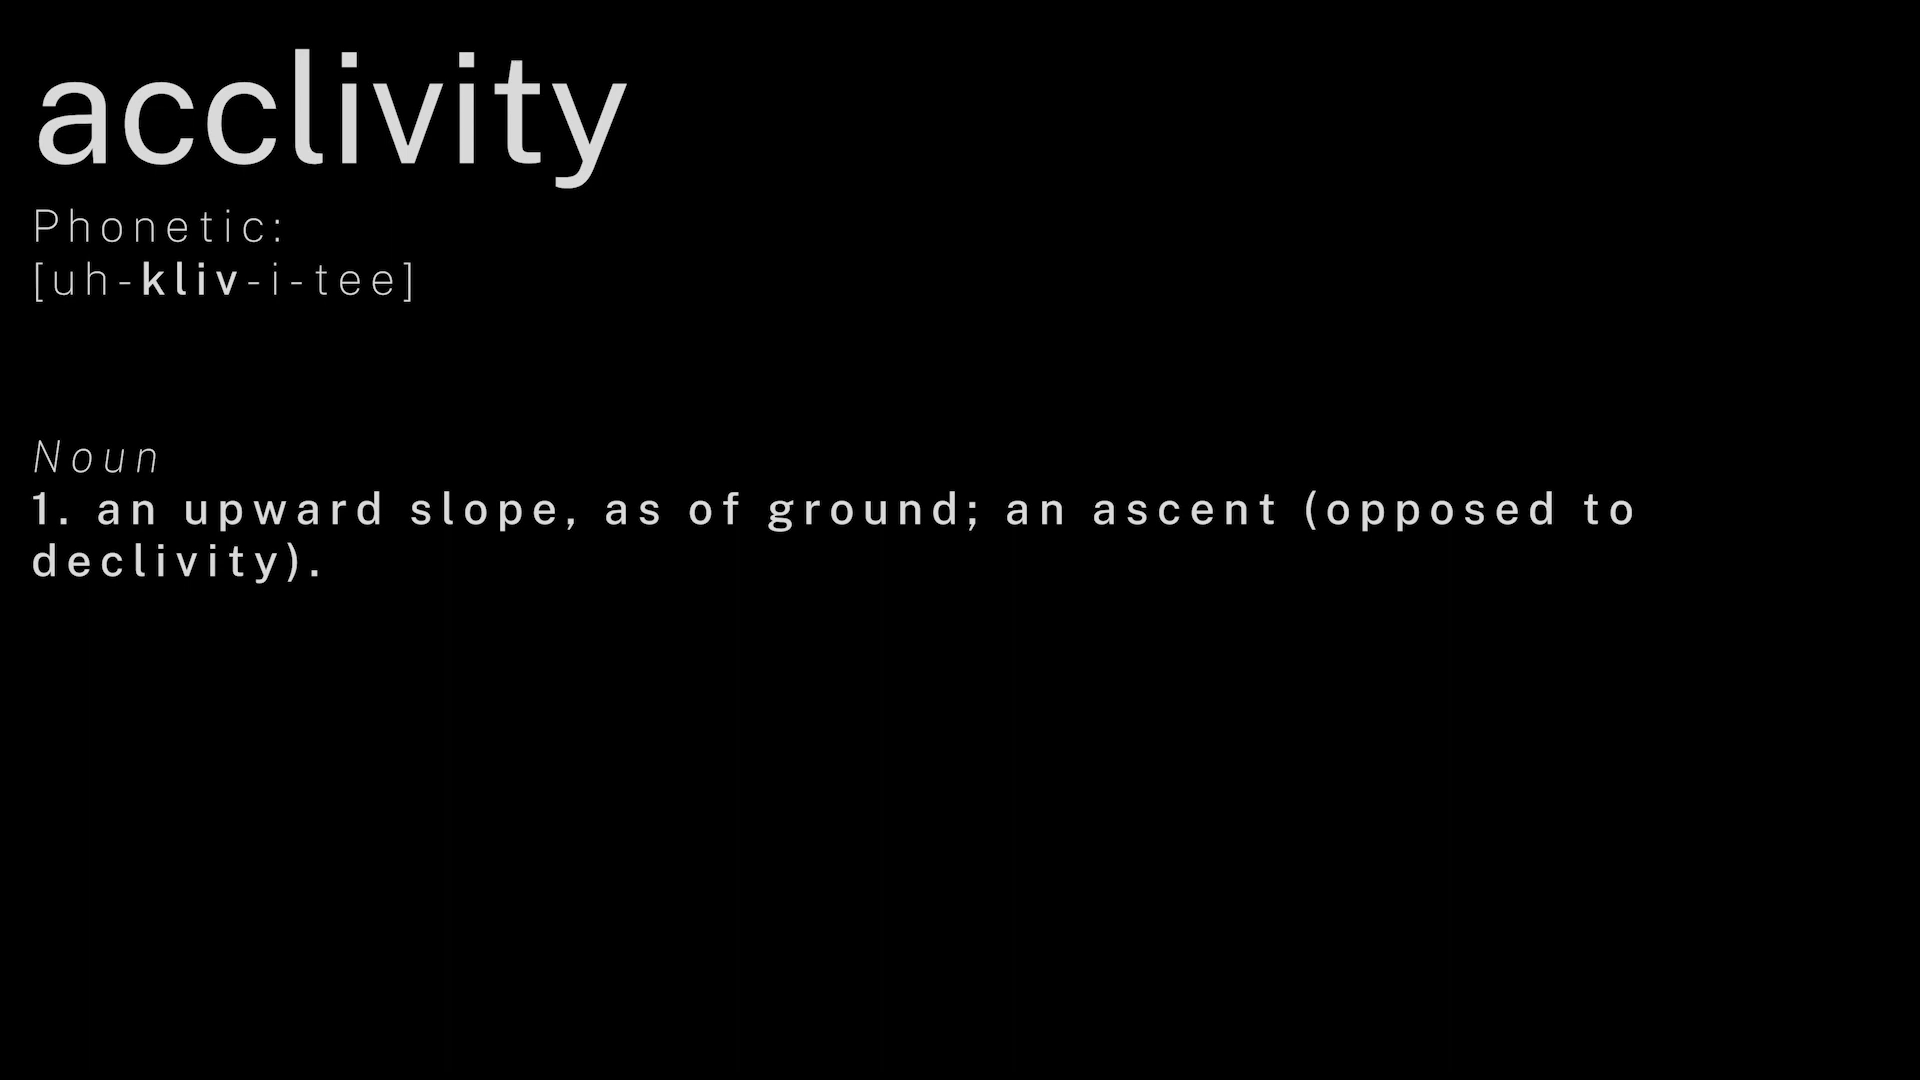 acclivity
Phonetic:
[uh-kliv-i-tee]
Noun
1. an upward slope, as of ground; an ascent (opposed to
declivity).